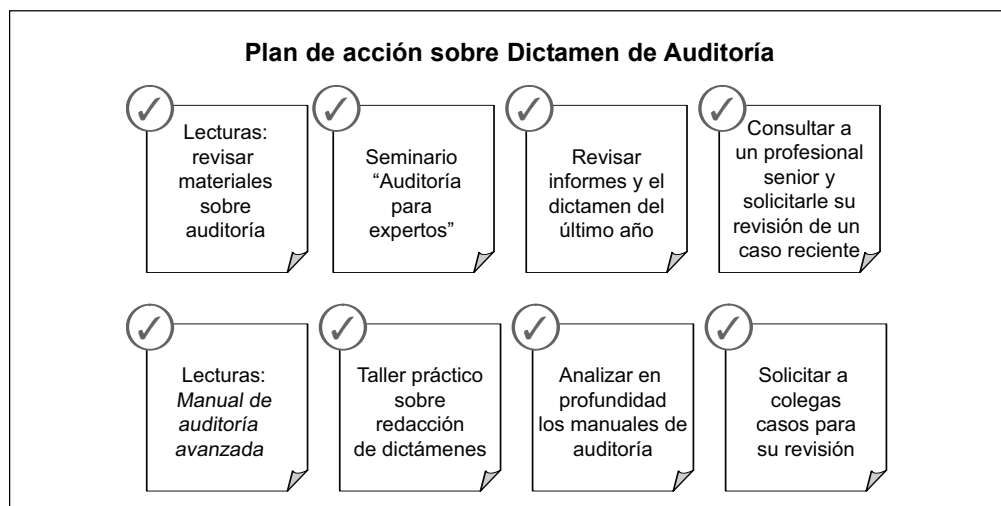 Plan de acción sobre Dictamen de Auditoría
Lecturas:
revisar
materiales
sobre
auditoría
Seminario
“Auditoría
para
expertos”
Revisar
informes y el
dictamen del
último año
Consultar a
un profesional
senior y
solicitarle su
revisión de un
caso reciente
Lecturas:
Manual de
auditoría
avanzada
Taller práctico
sobre
redacción
de dictámenes
Analizar en
profundidad
los manuales de
auditoría
Solicitar a
colegas
casos para
su revisión